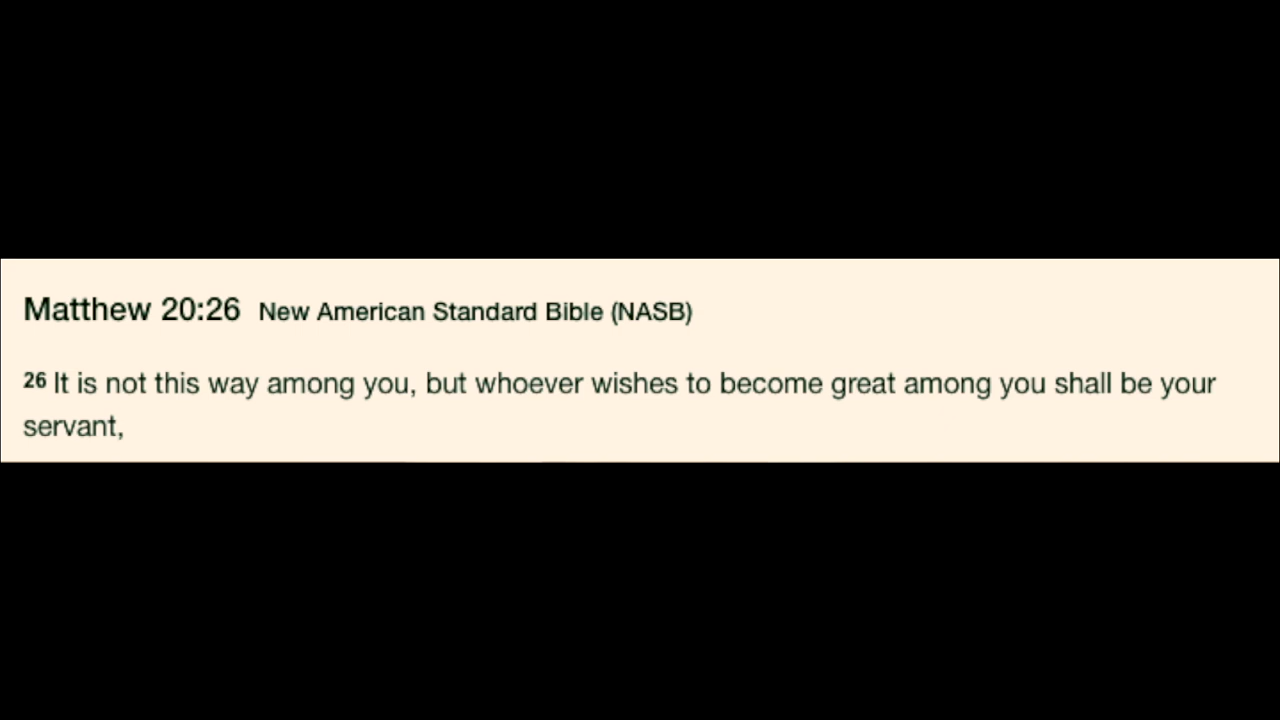 Matthew 20:26 New American Standard Bible (NASB)
26 It is not this way among you, but whoever wishes to become great among you shall be your
servant,